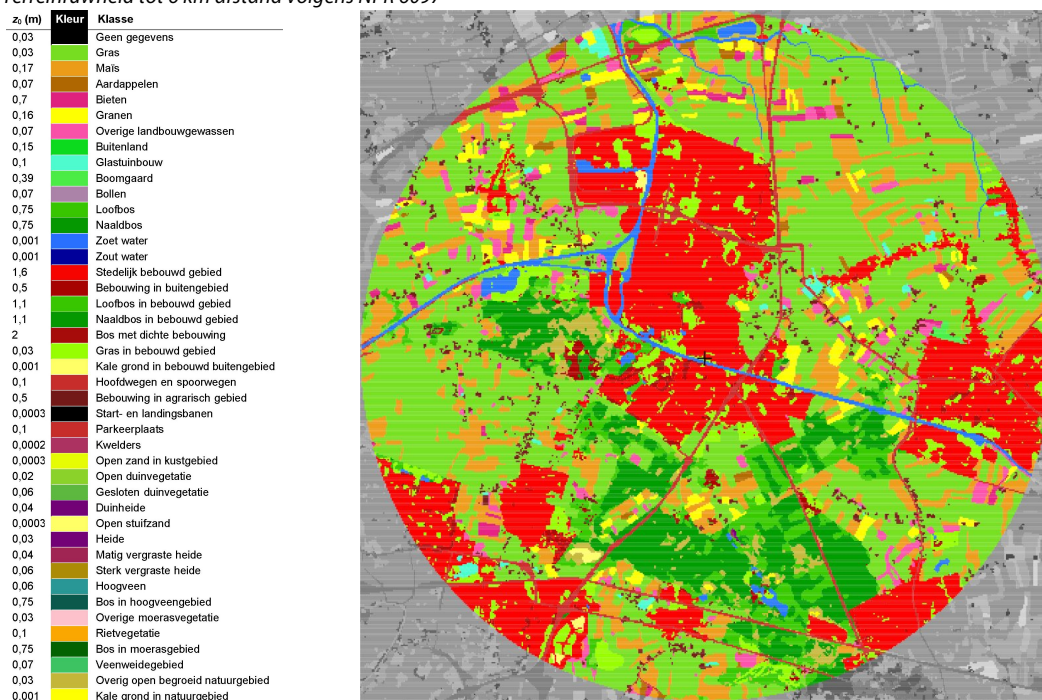 Terreinruwheid tot 6 km afstand volgens NPR 6097
z₀ (m) Kleur Klasse
0,03 Geen gegevens
0,03 Gras
0,17 Maïs
0,07 Aardappelen
0,7 Bieten
0,16 Granen
0,07 Overige landbouwgewassen
0,15 Buitenland
0,1 Glastuinbouw
0,39 Boomgaard
0,07 Bollen
0,75 Loofbos
0,75 Naaldbos
0,001 Zoet water
0,001 Zout water
1,6 Stedelijk bebouwd gebied
0,5 Bebouwing in buitengebied
1,1 Loofbos in bebouwd gebied
1,1 Naaldbos in bebouwd gebied
2 Bos met dichte bebouwing
0,03 Gras in bebouwd gebied
0,001 Kale grond in bebouwd buitengebied
0,1 Hoofdwegen en spoorwegen
0,5 Bebouwing in agrarisch gebied
0,0003 Start- en landingsbanen
0,1 Parkeerplaats
0,0002 Kwelders
0,0003 Open zand in kustgebied
0,02 Open duinvegetatie
0,06 Gesloten duinvegetatie
0,04 Duinheide
0,0003 Open stuifzand
0,03 Heide
0,04 Matig vergraste heide
0,06 Sterk vergraste heide
0,06 Hoogveen
0,75 Bos in hoogveengebied
0,03 Overige moerasvegetatie
0,1 Rietvegetatie
0,75 Bos in moerasgebied
0,07 Veenweidegebied
0,03 Overig open begroeid natuurgebied
0,001 Kale grond in natuurgebied